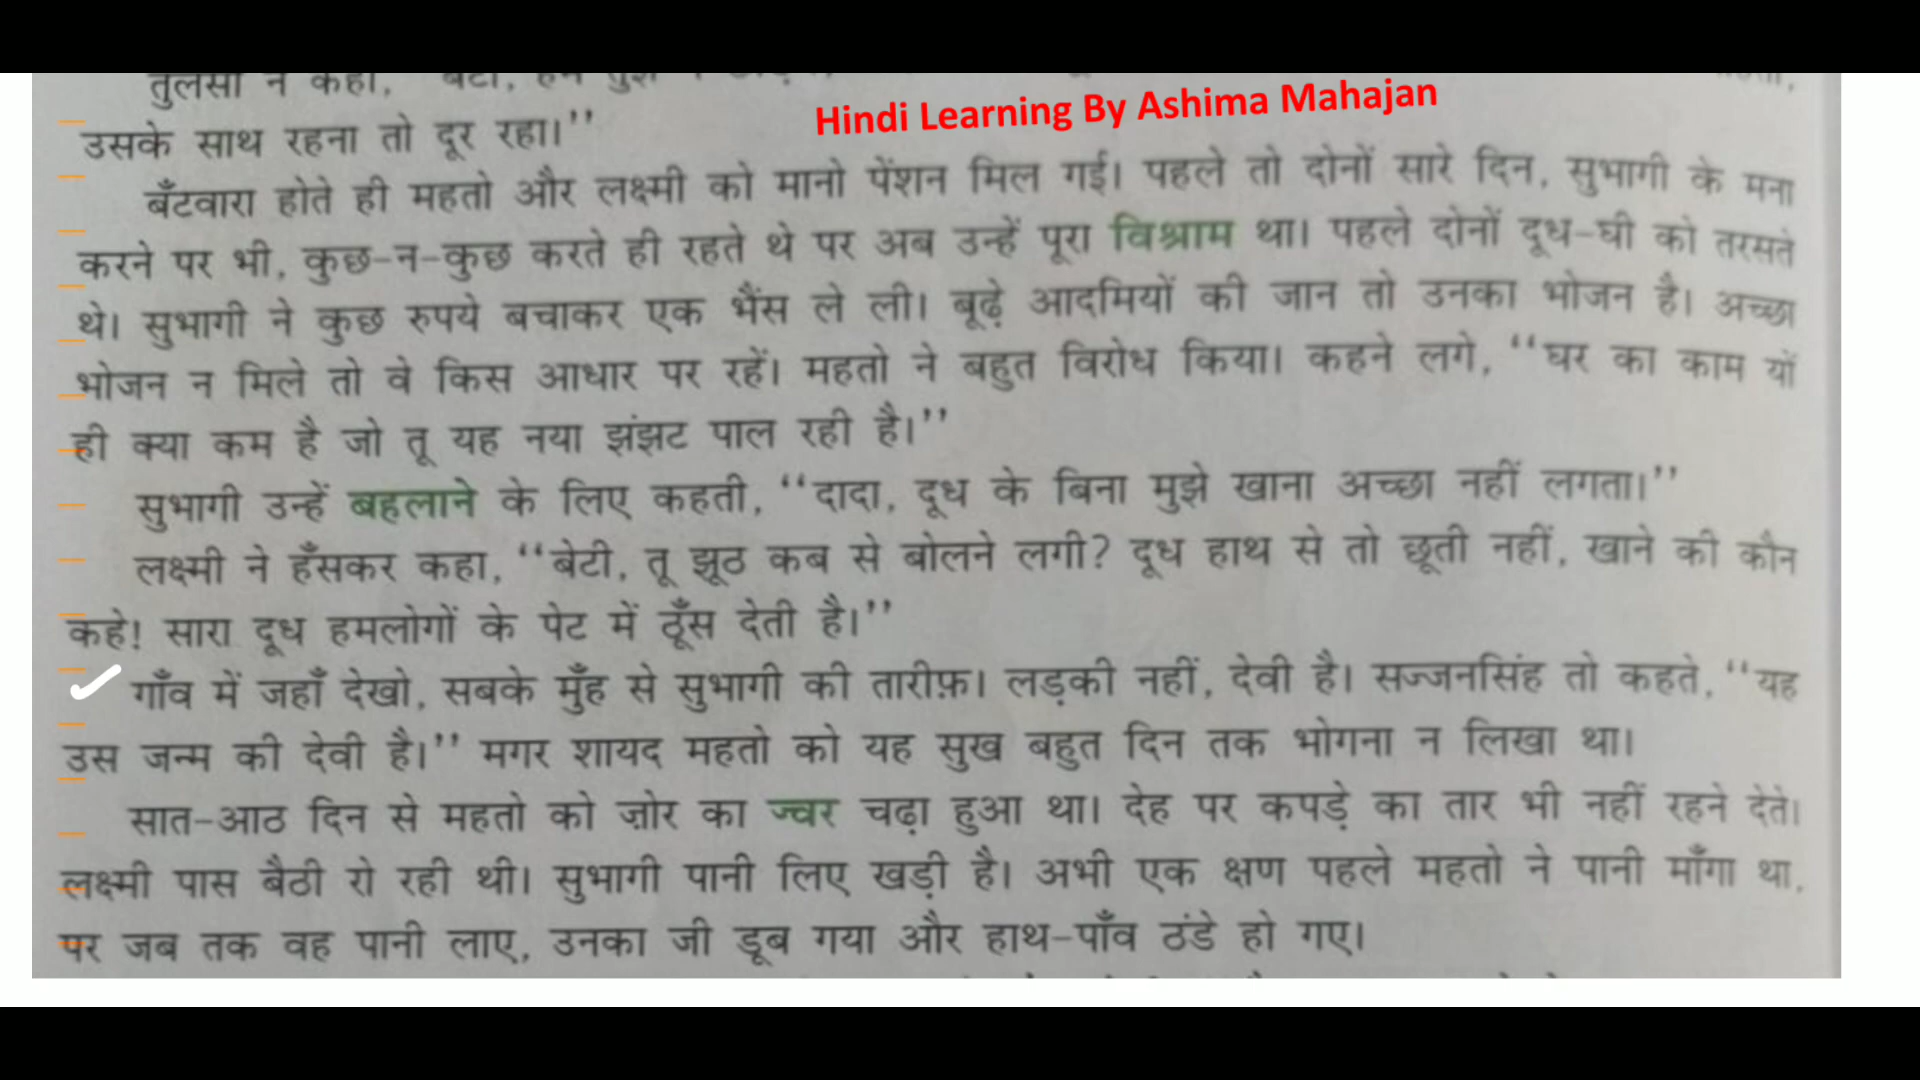 तुलसी ने कहा, "बेटी, हम तुझे
Hindi Learning By Ashima Mahajan
उसके साथ रहना तो दूर रहा।''
बँटवारा होते ही महतो और लक्ष्मी को मानो पेंशन मिल गई। पहले तो दोनों सारे दिन, सुभागी के मना
करने पर भी, कुछ-न-कुछ करते ही रहते थे पर अब उन्हें पूरा विश्राम था। पहले दोनों दूध-घी को तरसते
थे। सुभागी ने कुछ रुपये बचाकर एक भैंस ले ली। बूढ़े आदमियों की जान तो उनका भोजन है। अच्छा
भोजन न मिले तो वे किस आधार पर रहें। महतो ने बहुत विरोध किया। कहने लगे, ''घर का काम यों
ही क्या कम है जो तू यह नया झंझट पाल रही है।''
सुभागी उन्हें बहलाने के लिए कहती, ''दादा, दूध के बिना मुझे खाना अच्छा नहीं लगता।''
लक्ष्मी ने हँसकर कहा, ''बेटी, तू झूठ कब से बोलने लगी? दूध हाथ से तो छूती नहीं, खाने की कौन
कहे! सारा दूध हमलोगों के पेट में ठूँस देती है।''
गाँव में जहाँ देखो, सबके मुँह से सुभागी की तारीफ़। लड़की नहीं, देवी है। सज्जनसिंह तो कहते, ''यह
उस जन्म की देवी है।'' मगर शायद महतो को यह सुख बहुत दिन तक भोगना न लिखा था।
सात-आठ दिन से महतो को ज़ोर का ज्वर चढ़ा हुआ था। देह पर कपड़े का तार भी नहीं रहने देते।
लक्ष्मी पास बैठी रो रही थी। सुभागी पानी लिए खड़ी है। अभी एक क्षण पहले महतो ने पानी माँगा था,
पर जब तक वह पानी लाए, उनका जी डूब गया और हाथ-पाँव ठंडे हो गए।